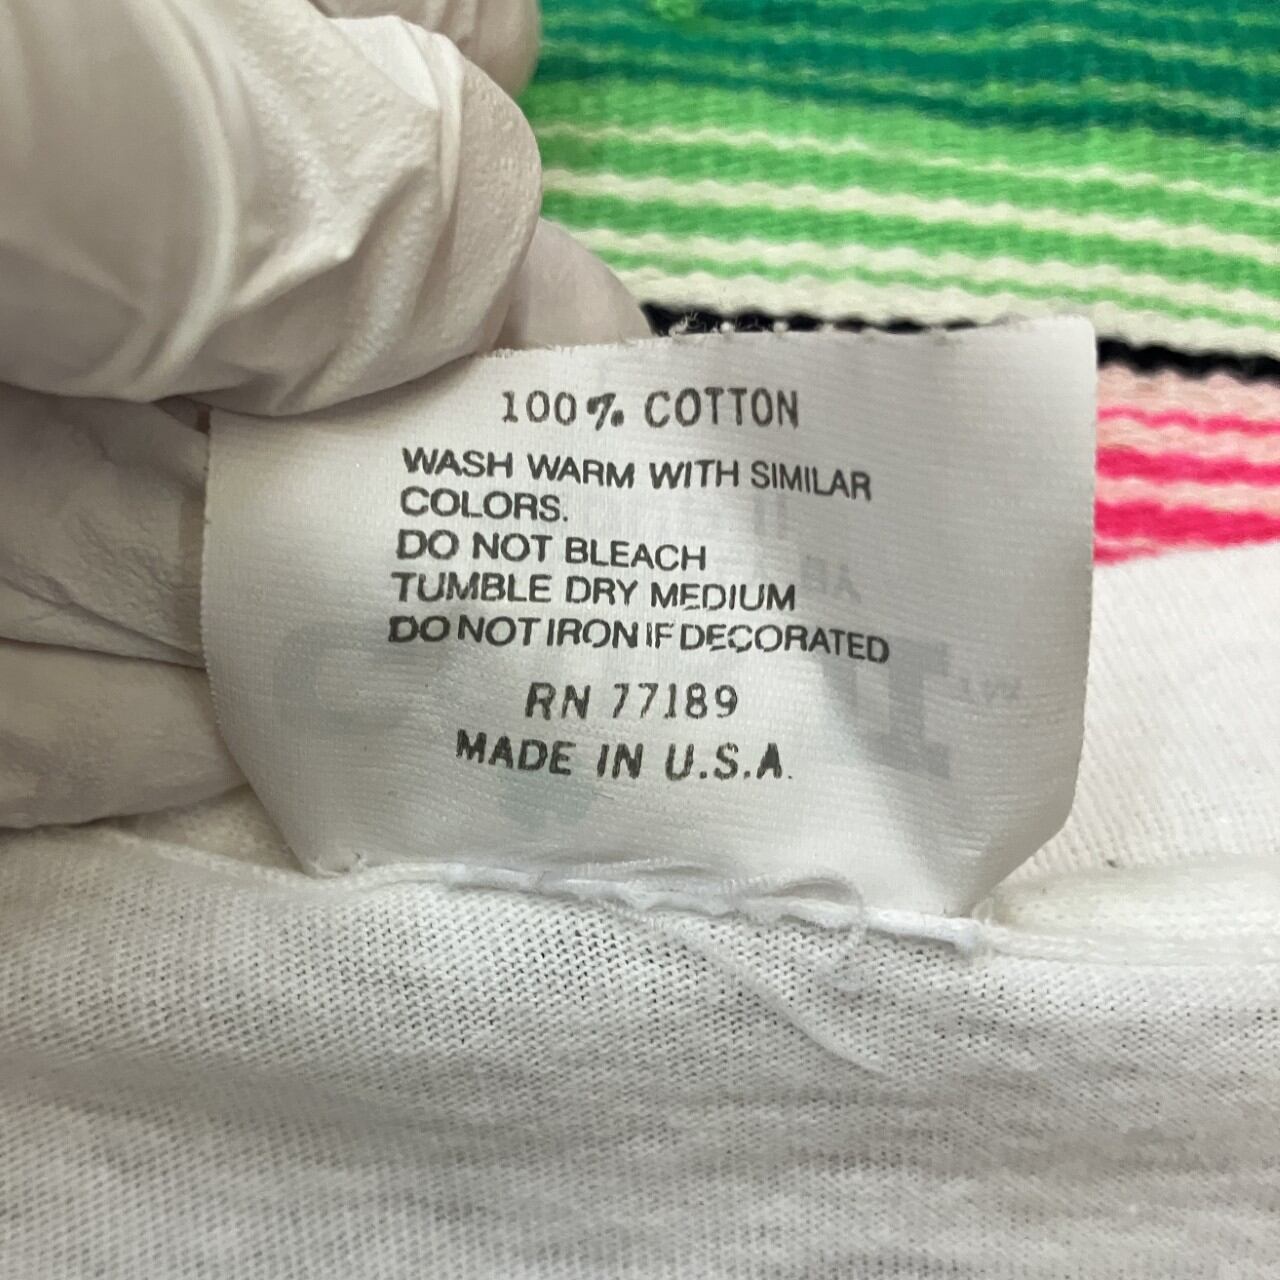 100% COTTON
WASH WARM WITH SIMILAR
COLORS.
DO NOT BLEACH
TUMBLE DRY MEDIUM
DO NOT IRON IF DECORATED
RN 77189
MADE IN U.S.A.